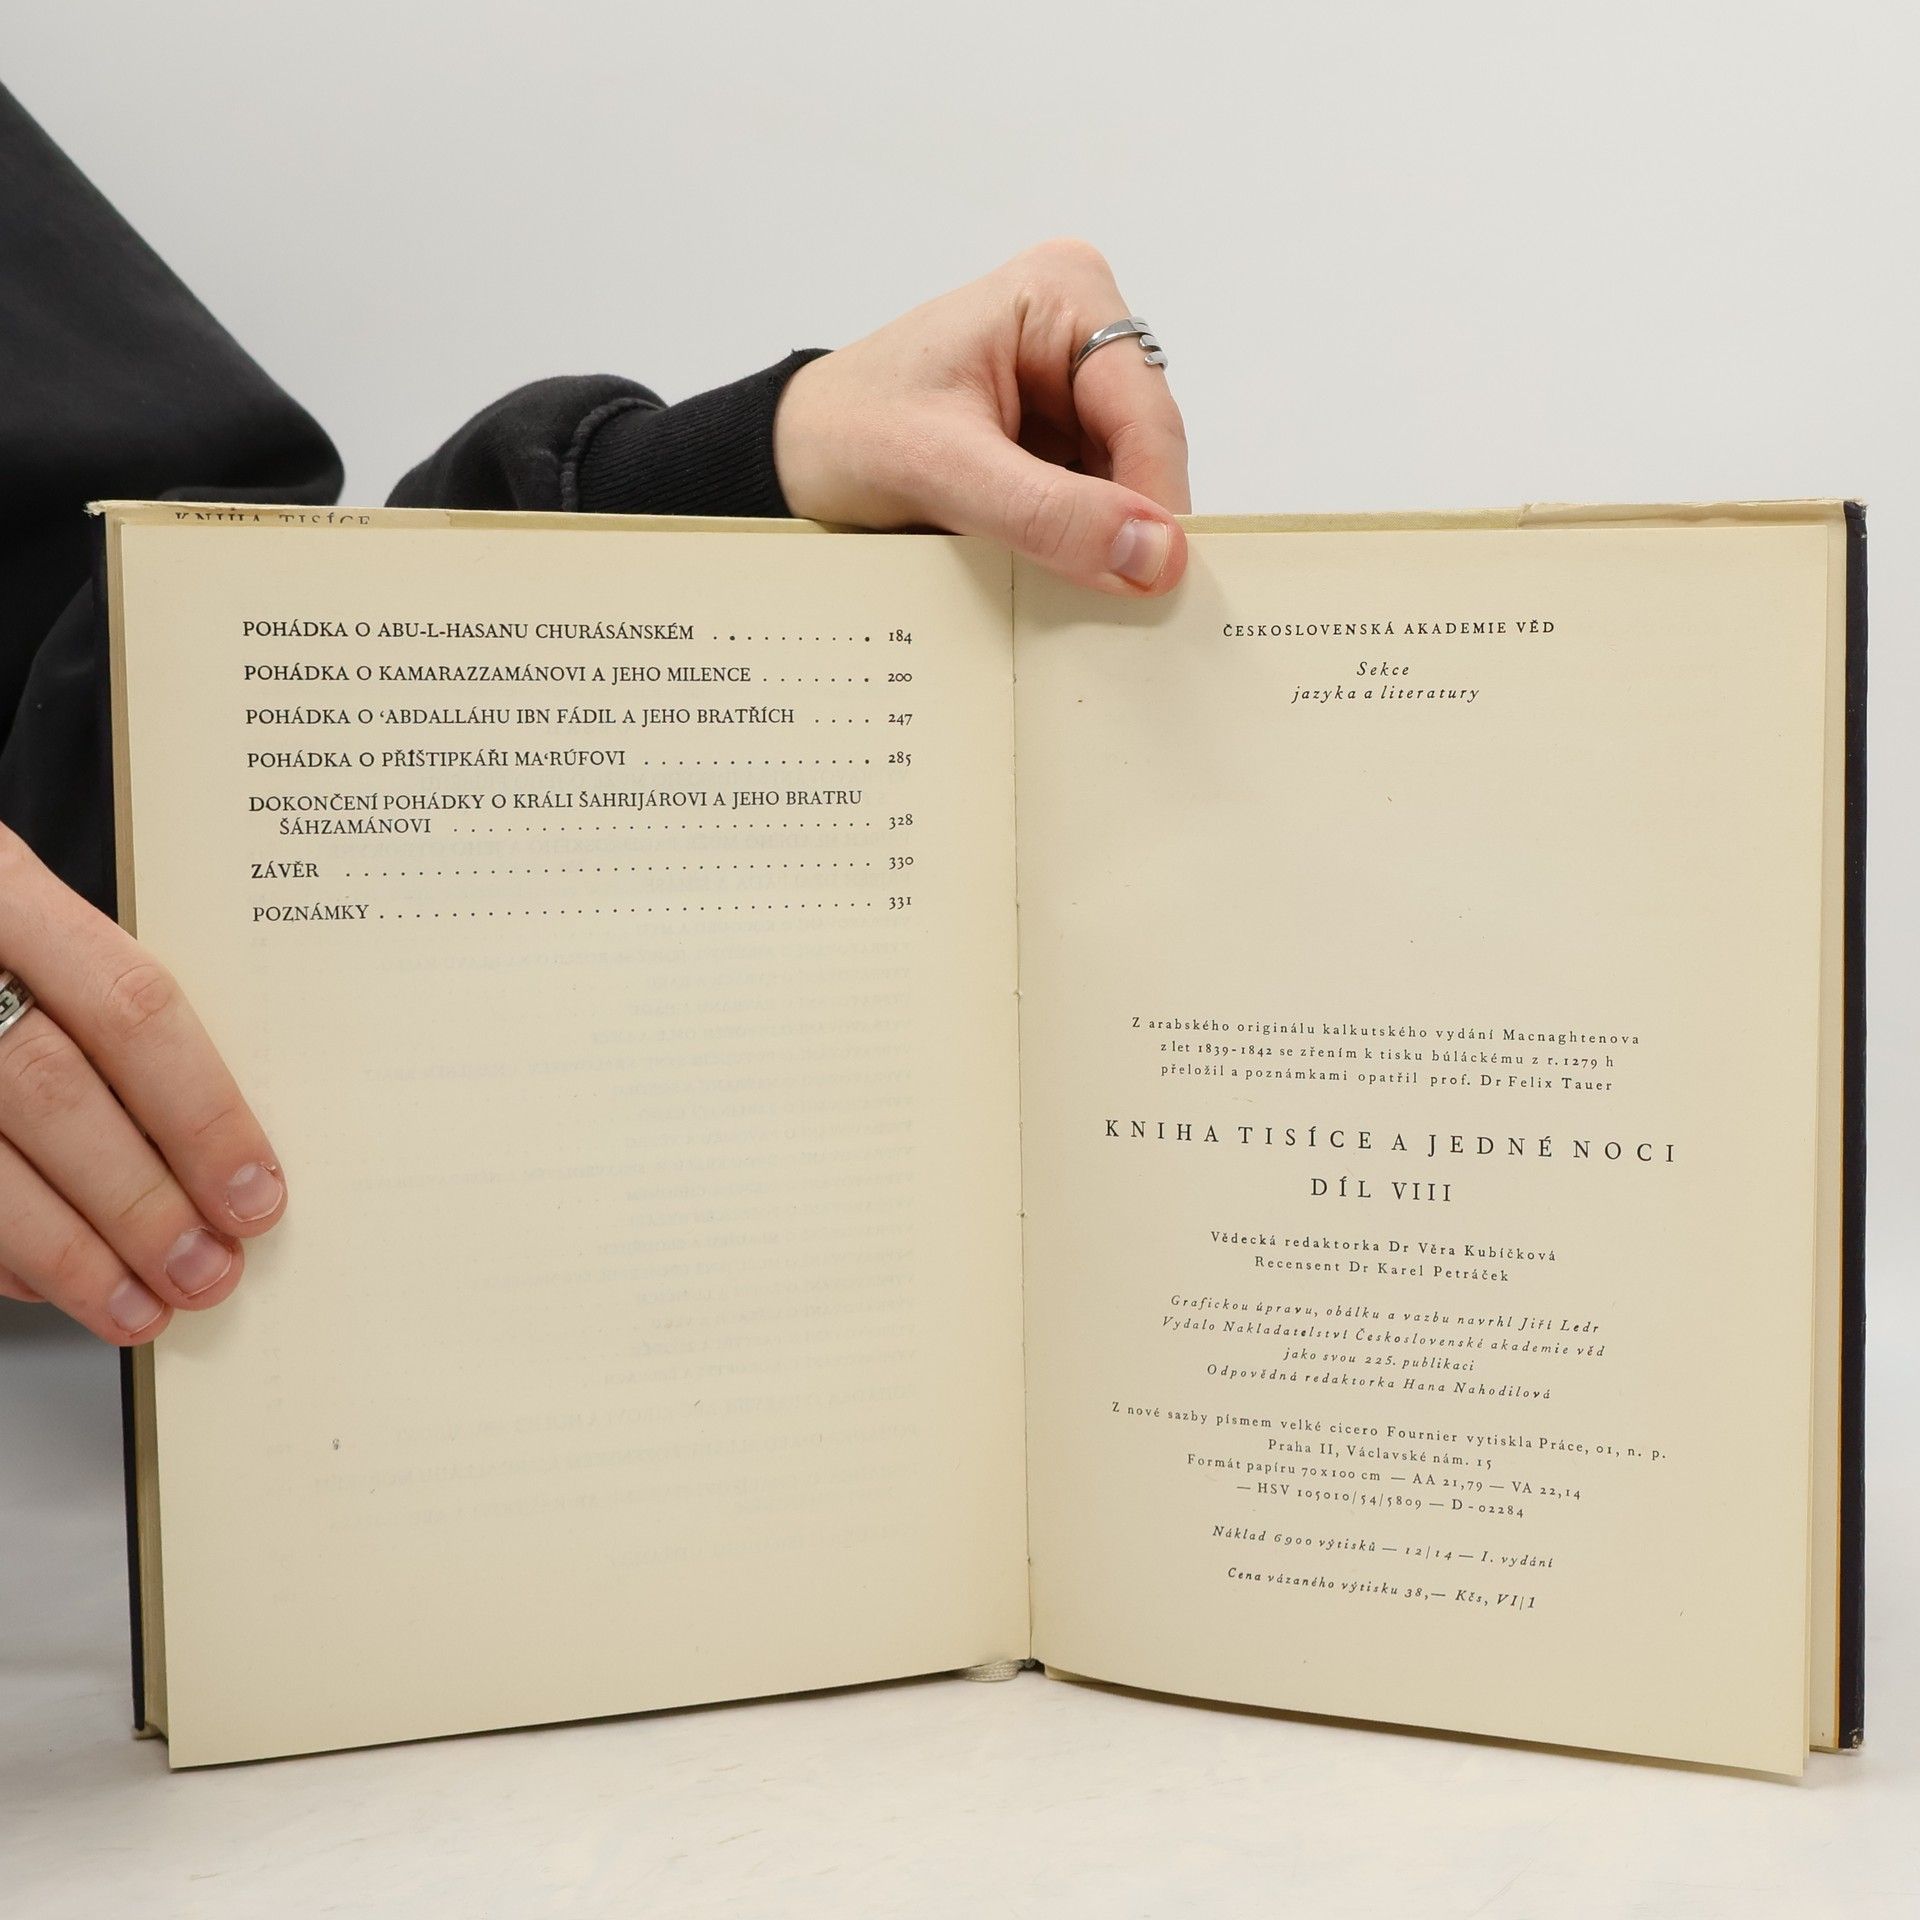 KNIHA TISÍCE
POHÁDKA O ABU-L-HASANU CHURÁSÁNSKÉM . . . . . . . . . . 184
POHÁDKA O KAMARAZZAMÁNOVI A JEHO MILENCE . . . . . . . 200
POHÁDKA O ‘ABDALLÁHU IBN FÁDIL A JEHO BRATŘÍCH . . . . 247
POHÁDKA O PŘÍŠTIPKÁŘI MA‘RÚFOVI . . . . . . . . . . . . . . 285
DOKONČENÍ POHÁDKY O KRÁLI ŠAHRIJÁROVI A JEHO BRATRU
ŠÁHZAMÁNOVI . . . . . . . . . . . . . . . . . . . . . . . . . . 328
ZÁVĚR . . . . . . . . . . . . . . . . . . . . . . . . . . . . . . . . 330
POZNÁMKY . . . . . . . . . . . . . . . . . . . . . . . . . . . . . . 331
ČESKOSLOVENSKÁ AKADEMIE VĚD
Sekce
jazyka a literatury
Z arabského originálu kalkutského vydání Macnaghtenova
z let 1839-1842 se zřením k tisku búláckému z r. 1279 h
přeložil a poznámkami opatřil prof. Dr Felix Tauer
KNIHA TISÍCE A JEDNÉ NOCI
DÍL VIII
Vědecká redaktorka Dr Věra Kubíčková
Recensent Dr Karel Petráček
Grafickou úpravu, obálku a vazbu navrhl Jiří Ledr
Vydalo Nakladatelství Československé akademie věd
jako svou 225. publikaci
Odpovědná redaktorka Hana Nahodilová
Z nové sazby písmem velké cicero Fournier vytiskla Práce, 01, n. p.
Praha II, Václavské nám. 15
Formát papíru 70x100 cm — AA 21,79 — VA 22,14
— HSV 105010/54/5809 — D-02284
Náklad 6900 výtisků — 12/14 — I. vydání
Cena vázaného výtisku 38,— Kčs, VI/1